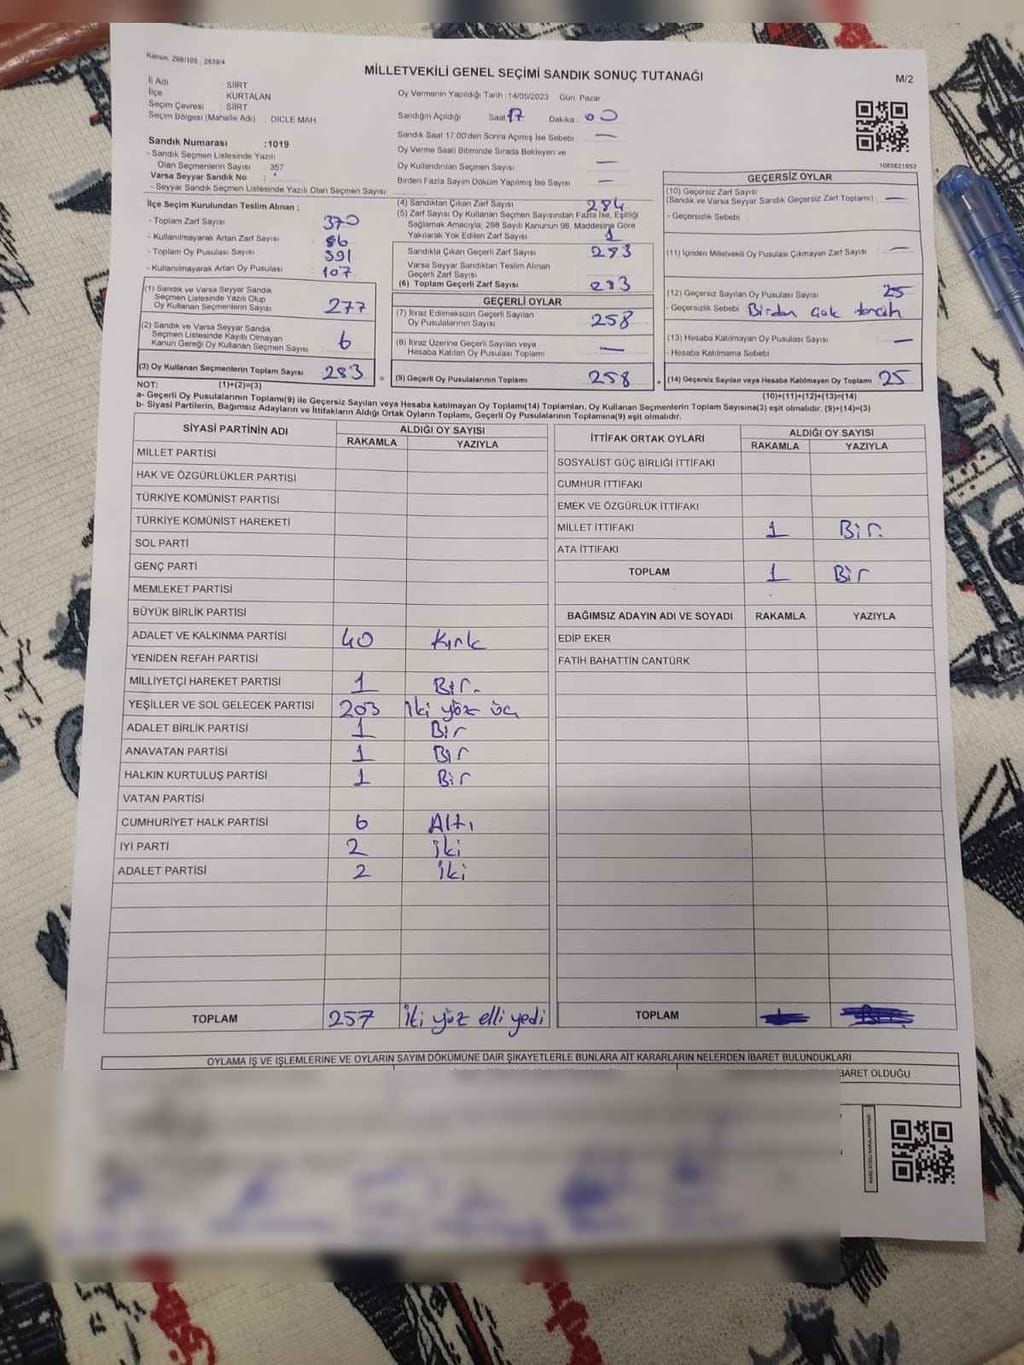 Kanun: 298/105 , 2839/4
MİLLETVEKİLİ GENEL SEÇİMİ SANDIK SONUÇ TUTANAĞI
M/2
İl Adı : SİİRT
İlçe : KURTALAN
Seçim Çevresi : SİİRT
Seçim Bölgesi (Mahalle Adı) : DICLE MAH.
Oy Vermenin Yapıldığı Tarih : 14/05/2023 Gün: Pazar
Sandığın Açıldığı Saat: 17 Dakika: 00
Sandık Saat 17.00'den Sonra Açımış İse Sebebi : —
Oy Verme Saati Bitiminde Sırada Bekleyen ve
Oy Kullandırılan Seçmen Sayısı : —
Birden Fazla Sayım Döküm Yapılmış İse Sayısı : —
1081821853
Sandık Numarası :1019
- Sandık Seçmen Listesinde Yazılı
Olan Seçmenlerin Sayısı : 357
Varsa Seyyar Sandık No : *
- Seyyar Sandık Seçmen Listesinde Yazılı Olan Seçmen Sayısı:
İlçe Seçim Kurulundan Teslim Alınan ;
- Toplam Zarf Sayısı : 370
- Kullanılmayarak Artan Zarf Sayısı : 86
- Toplam Oy Pusulası Sayısı : 391
- Kullanılmayarak Artan Oy Pusulası : 107
(1) Sandık ve Varsa Seyyar Sandık
Seçmen Listesinde Yazılı Olup
Oy Kullanan Seçmenlerin Sayısı : 277
(2) Sandık ve Varsa Seyyar Sandık
Seçmen Listesinde Kayıtlı Olmayan
Kanun Gereği Oy Kullanan Seçmen Sayısı : 6
(3) Oy Kullanan Seçmenlerin Toplam Sayısı : 283
(4) Sandıktan Çıkan Zarf Sayısı : 284
(5) Zarf Sayısı Oy Kullanan Seçmen Sayısından Fazla İse, Eşitliği
Sağlamak Amacıyla; 298 Sayılı Kanunun 98. Maddesine Göre
Yakılarak Yok Edilen Zarf Sayısı : 1
Sandıkta Çıkan Geçerli Zarf Sayısı : 283
Varsa Seyyar Sandıktan Teslim Alınan
Geçerli Zarf Sayısı :
(6) Toplam Geçerli Zarf Sayısı : 283
GEÇERLİ OYLAR
(7) İtiraz Edilmeksizin Geçerli Sayılan
Oy Pusulalarının Sayısı : 258
(8) İtiraz Üzerine Geçerli Sayılan veya
Hesaba Katılan Oy Pusulası Toplamı : —
(9) Geçerli Oy Pusulalarının Toplamı : 258
GEÇERSİZ OYLAR
(10) Geçersiz Zarf Sayısı
(Sandık ve Varsa Seyyar Sandık Geçersiz Zarf Toplamı) : —
- Geçersizlik Sebebi :
(11) İçinden Milletvekili Oy Pusulası Çıkmayan Zarf Sayısı : —
(12) Geçersiz Sayılan Oy Pusulası Sayısı : 25
- Geçersizlik Sebebi : Birden çok tercih
(13) Hesaba Katılmayan Oy Pusulası Sayısı : —
- Hesaba Katılmama Sebebi
(14) Geçersiz Sayılan veya Hesaba Katılmayan Oy Toplamı : 25
NOT: (1)+(2)=(3)
(10)+(11)+(12)+(13)=(14)
a- Geçerli Oy Pusulalarının Toplamı(9) ile Geçersiz Sayılan veya Hesaba katılmayan Oy Toplamı(14) Toplamları, Oy Kullanan Seçmenlerin Toplam Sayısına(3) eşit olmalıdır. (9)+(14)=(3)
b- Siyasi Partilerin, Bağımsız Adayların ve İttifakların Aldığı Ortak Oyların Toplamı, Geçerli Oy Pusulalarının Toplamına(9) eşit olmalıdır.
SİYASİ PARTİNİN ADI ALDIĞI OY SAYISI
RAKAMLA YAZIYLA
MİLLET PARTİSİ
HAK VE ÖZGÜRLÜKLER PARTİSİ
TÜRKİYE KOMÜNİST PARTİSİ
TÜRKİYE KOMÜNİST HAREKETİ
SOL PARTİ
GENÇ PARTİ
MEMLEKET PARTİSİ
BÜYÜK BİRLİK PARTİSİ
ADALET VE KALKINMA PARTİSİ 40 Kırk
YENİDEN REFAH PARTİSİ
MİLLİYETÇİ HAREKET PARTİSİ 1 Bir.
YEŞİLLER VE SOL GELECEK PARTİSİ 203 İki yöz üç
ADALET BİRLİK PARTİSİ 1 Bir
ANAVATAN PARTİSİ 1 Bir
HALKIN KURTULUŞ PARTİSİ 1 Bir
VATAN PARTİSİ
CUMHURİYET HALK PARTİSİ 6 Altı
İYİ PARTİ 2 İki
ADALET PARTİSİ 2 İki
TOPLAM 257 İki yöz elli yedi
İTTİFAK ORTAK OYLARI ALDIĞI OY SAYISI
RAKAMLA YAZIYLA
SOSYALİST GÜÇ BİRLİĞİ İTTİFAKI
CUMHUR İTTİFAKI
EMEK VE ÖZGÜRLÜK İTTİFAKI
MİLLET İTTİFAKI 1 Bir.
ATA İTTİFAKI
TOPLAM 1 Bir
BAĞIMSIZ ADAYIN ADI VE SOYADI RAKAMLA YAZIYLA
EDİP EKER
FATİH BAHATTİN CANTÜRK
TOPLAM
OYLAMA İŞ VE İŞLEMLERİNE VE OYLARIN SAYIM DÖKÜMÜNE DAİR ŞİKAYETLERLE BUNLARA AİT KARARLARIN NELERDEN İBARET BULUNDUKLARI
BARET OLDUĞU